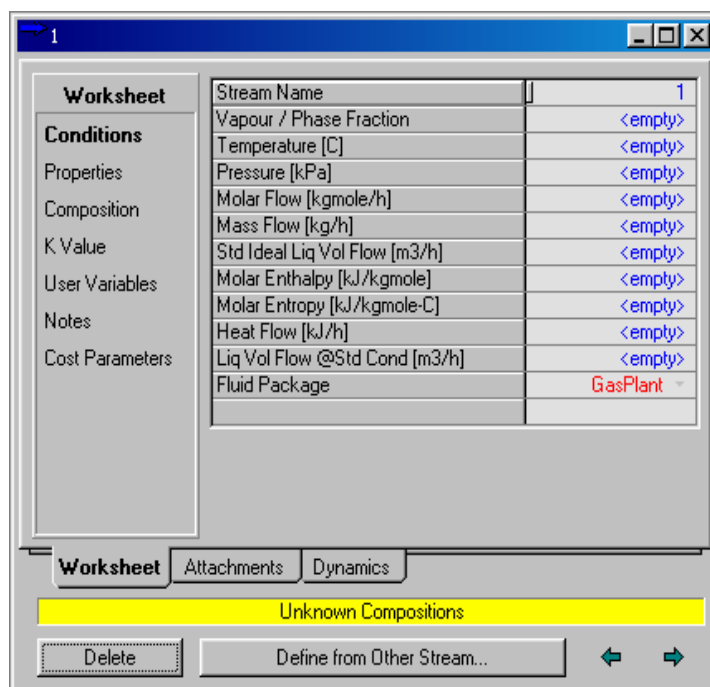 1
Worksheet
Conditions
Properties
Composition
K Value
User Variables
Notes
Cost Parameters
Stream Name 1
Vapour / Phase Fraction <empty>
Temperature [C] <empty>
Pressure [kPa] <empty>
Molar Flow [kgmole/h] <empty>
Mass Flow [kg/h] <empty>
Std Ideal Liq Vol Flow [m3/h] <empty>
Molar Enthalpy [kJ/kgmole] <empty>
Molar Entropy [kJ/kgmole-C] <empty>
Heat Flow [kJ/h] <empty>
Liq Vol Flow @Std Cond [m3/h] <empty>
Fluid Package GasPlant
Worksheet Attachments Dynamics
Unknown Compositions
Delete Define from Other Stream...